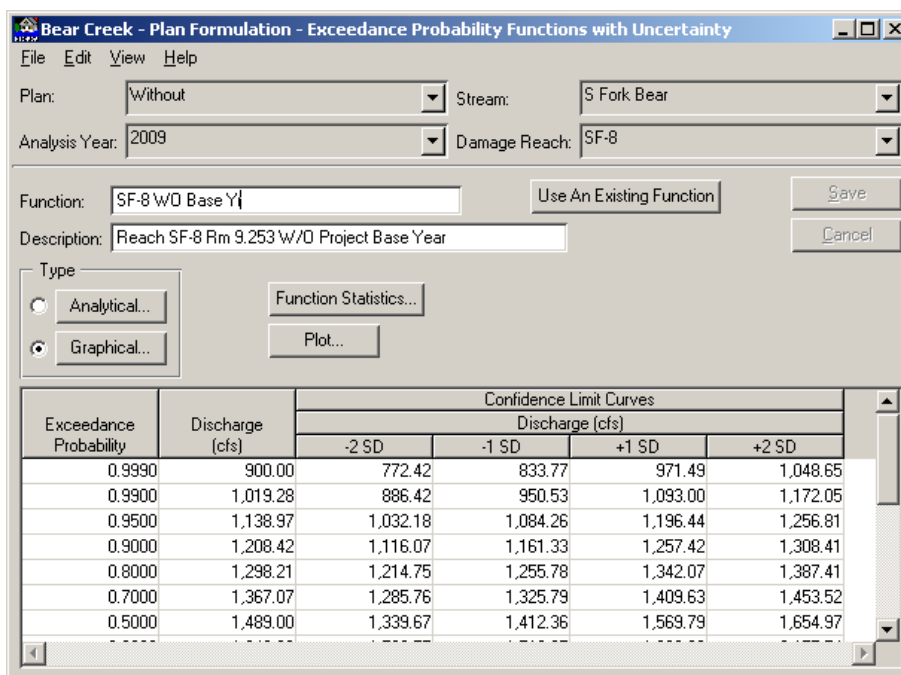 Bear Creek - Plan Formulation - Exceedance Probability Functions with Uncertainty
File Edit View Help
Plan: Without Stream: S Fork Bear
Analysis Year: 2009 Damage Reach: SF-8
Function: SF-8 WO Base Y Use An Existing Function Save
Description: Reach SF-8 Rm 9.253 W/O Project Base Year Cancel
Type
Analytical... Function Statistics...
Graphical... Plot...
Confidence Limit Curves
Exceedance Discharge Discharge (cfs)
Probability (cfs) -2 SD -1 SD +1 SD +2 SD
0.9990 900.00 772.42 833.77 971.49 1,048.65
0.9900 1,019.28 886.42 950.53 1,093.00 1,172.05
0.9500 1,138.97 1,032.18 1,084.26 1,196.44 1,256.81
0.9000 1,208.42 1,116.07 1,161.33 1,257.42 1,308.41
0.8000 1,298.21 1,214.75 1,255.78 1,342.07 1,387.41
0.7000 1,367.07 1,285.76 1,325.79 1,409.63 1,453.52
0.5000 1,489.00 1,339.67 1,412.36 1,569.79 1,654.97